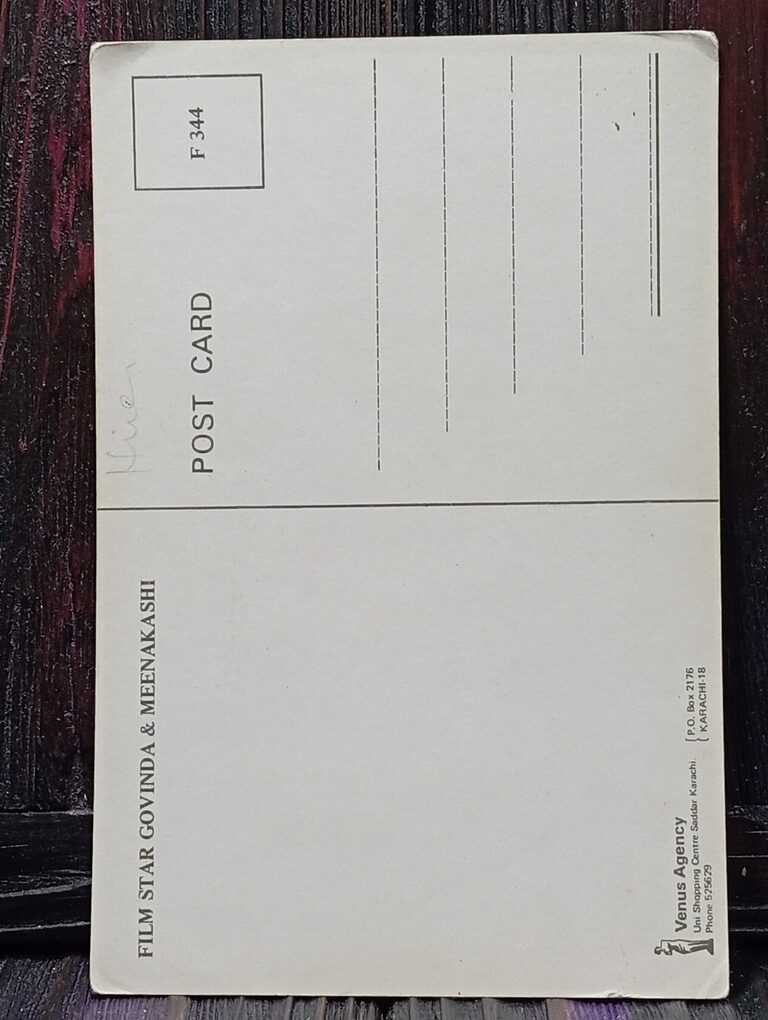 FILM STAR GOVINDA & MEENAKASHI
POST CARD
F 344
Venus Agency
Uni Shopping Centre Saddar Karachi.
Phone 525629
P.O. Box 2176
KARACHI-18